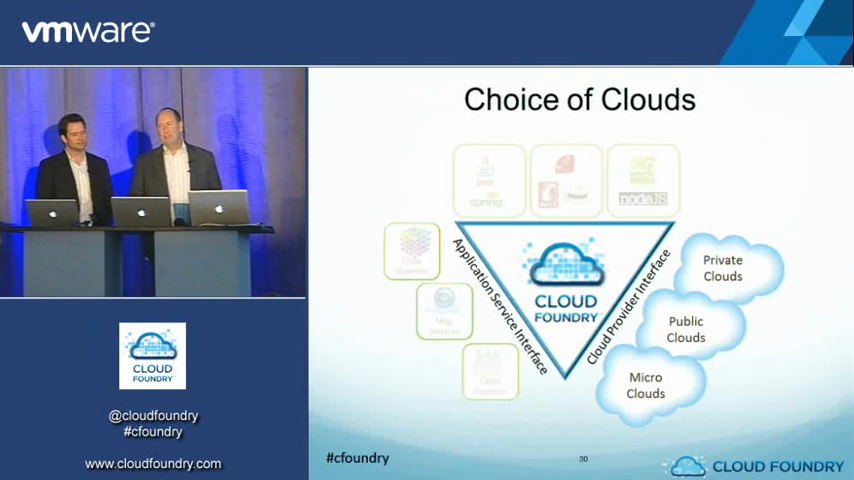 vmware®
Choice of Clouds
Java
spring
node.js
Application Service Interface
CLOUD
FOUNDRY
Cloud Provider Interface
Private
Clouds
Public
Clouds
Micro
Clouds
CLOUD
FOUNDRY
@cloudfoundry
#cfoundry
www.cloudfoundry.com
#cfoundry
30
CLOUD FOUNDRY